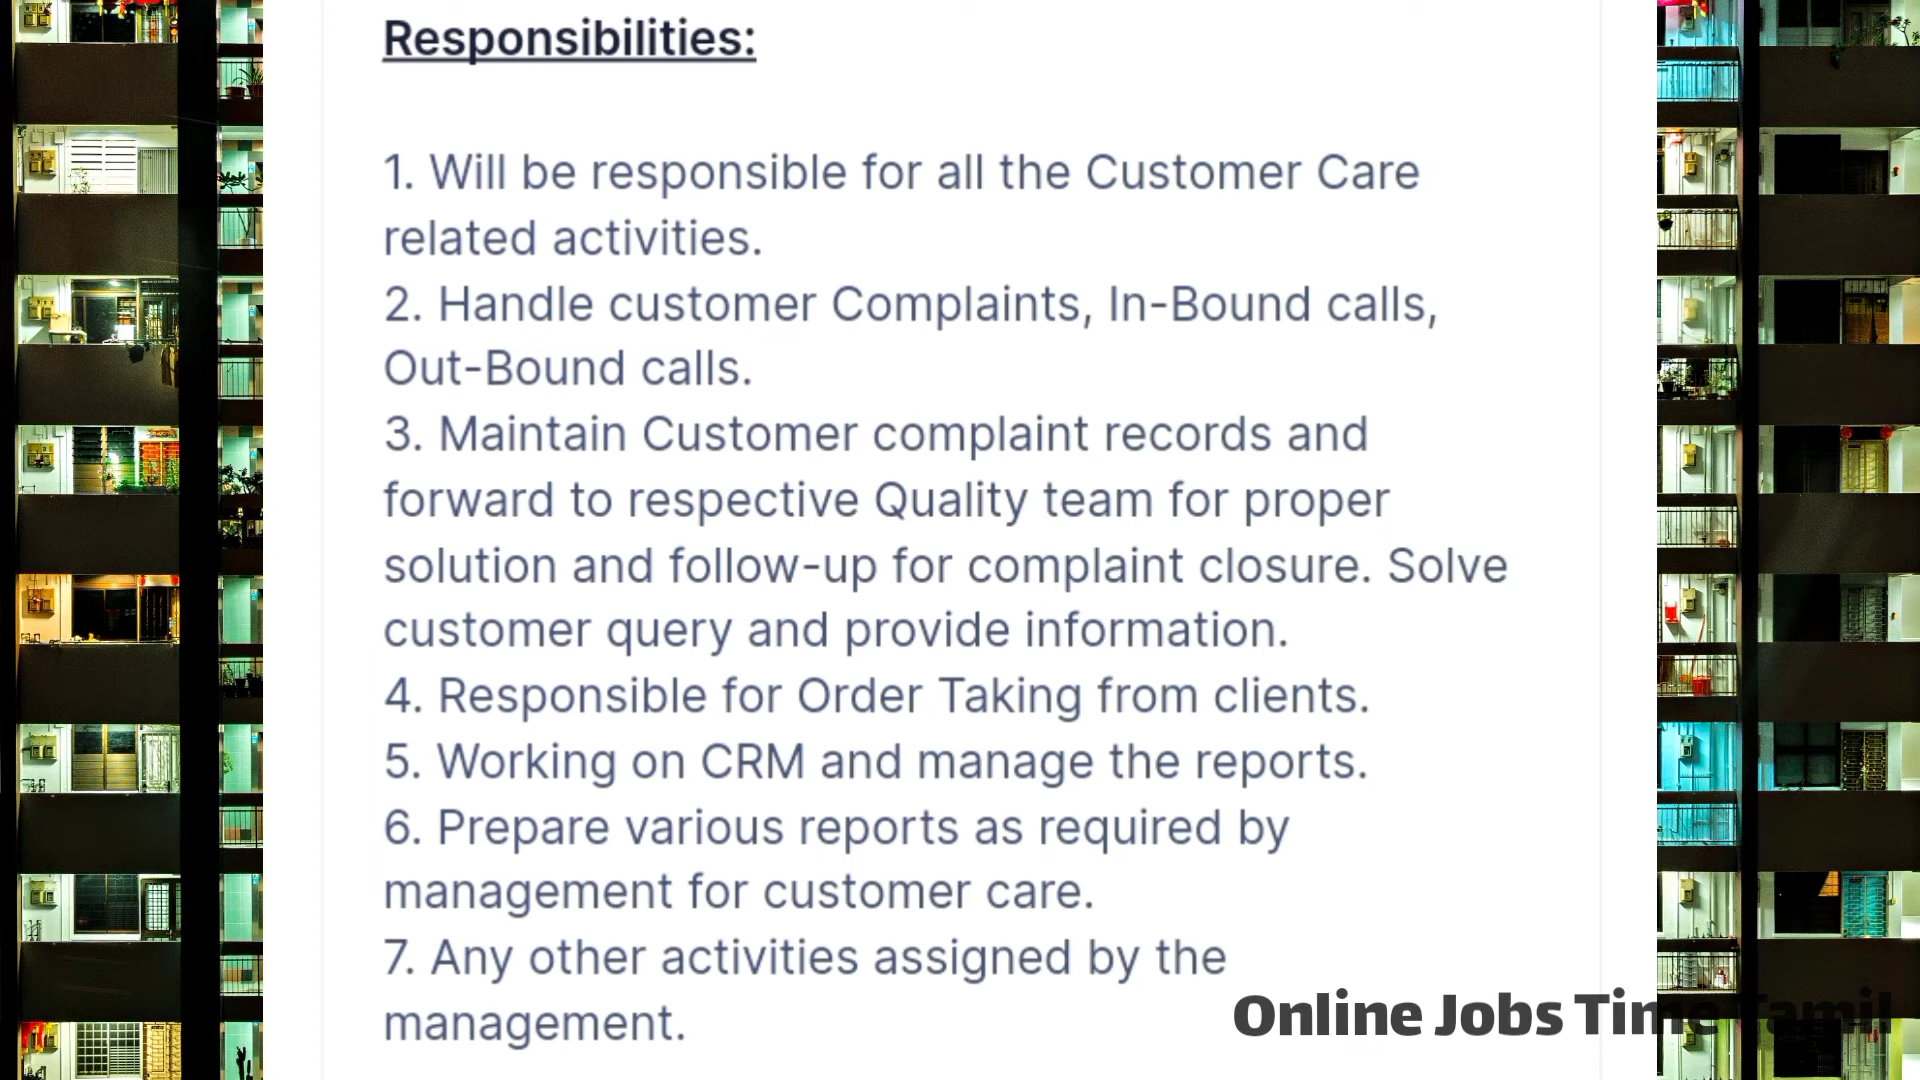 Responsibilities:
1. Will be responsible for all the Customer Care
related activities.
2. Handle customer Complaints, In-Bound calls,
Out-Bound calls.
3. Maintain Customer complaint records and
forward to respective Quality team for proper
solution and follow-up for complaint closure. Solve
customer query and provide information.
4. Responsible for Order Taking from clients.
5. Working on CRM and manage the reports.
6. Prepare various reports as required by
management for customer care.
7. Any other activities assigned by the
management.
Online Jobs Time Tamil